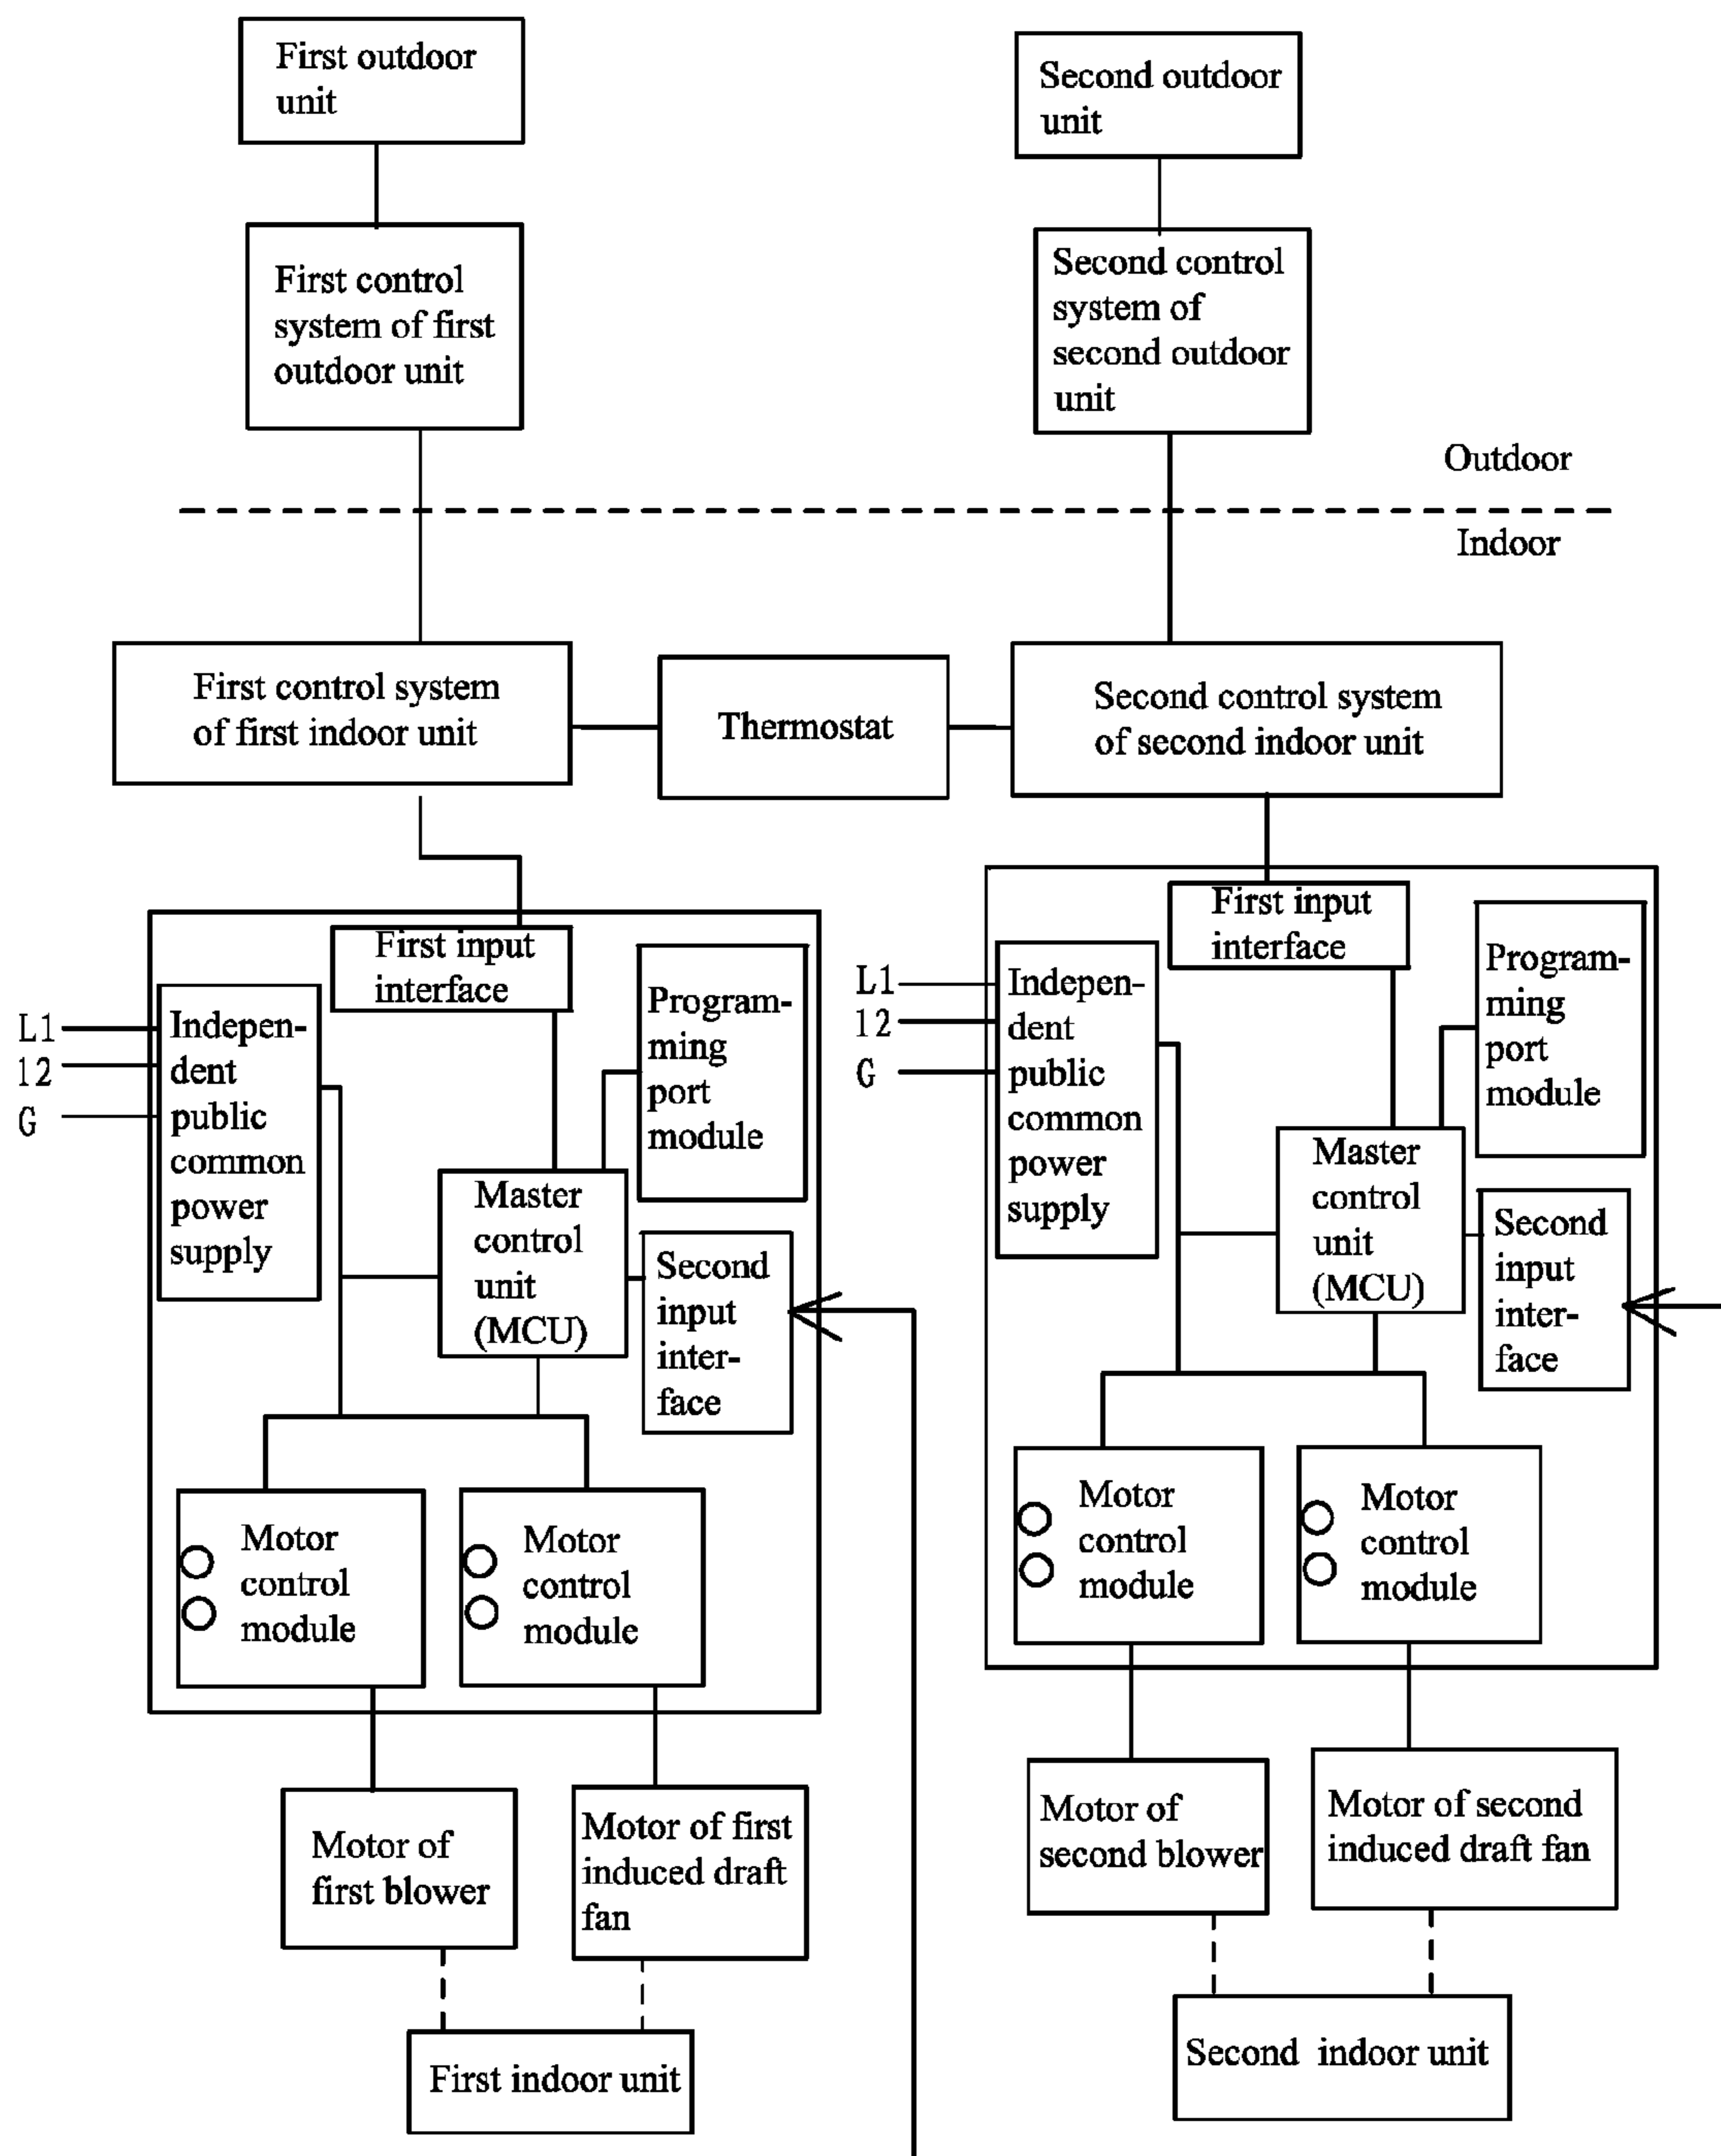 First outdoor
unit
Second outdoor
unit
First control
system of first
outdoor unit
Second control
system of
second outdoor
unit
Outdoor
Indoor
First control system
of first indoor unit
Thermostat
Second control system
of second indoor unit
First input
interface
Program-
ming
port
module
L1
12
G
Indepen-
dent
public
common
power
supply
Master
control
unit
(MCU)
Second
input
inter-
face
Motor
control
module
Motor
control
module
Motor of
first blower
Motor of first
induced draft
fan
First indoor unit
First input
interface
Program-
ming
port
module
L1
12
G
Indepen-
dent
public
common
power
supply
Master
control
unit
(MCU)
Second
input
inter-
face
Motor
control
module
Motor
control
module
Motor of
second blower
Motor of second
induced draft fan
Second indoor unit